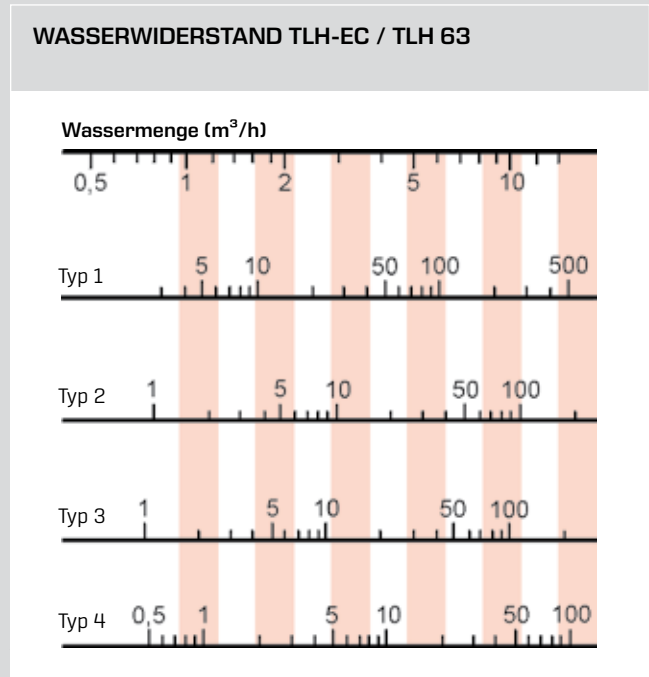 WASSERWIDERSTAND TLH-EC / TLH 63
Wassermenge (m³/h)
0,5 1 2 5 10
Typ 1 5 10 50 100 500
Typ 2 1 5 10 50 100
Typ 3 1 5 10 50 100
Typ 4 0,5 1 5 10 50 100